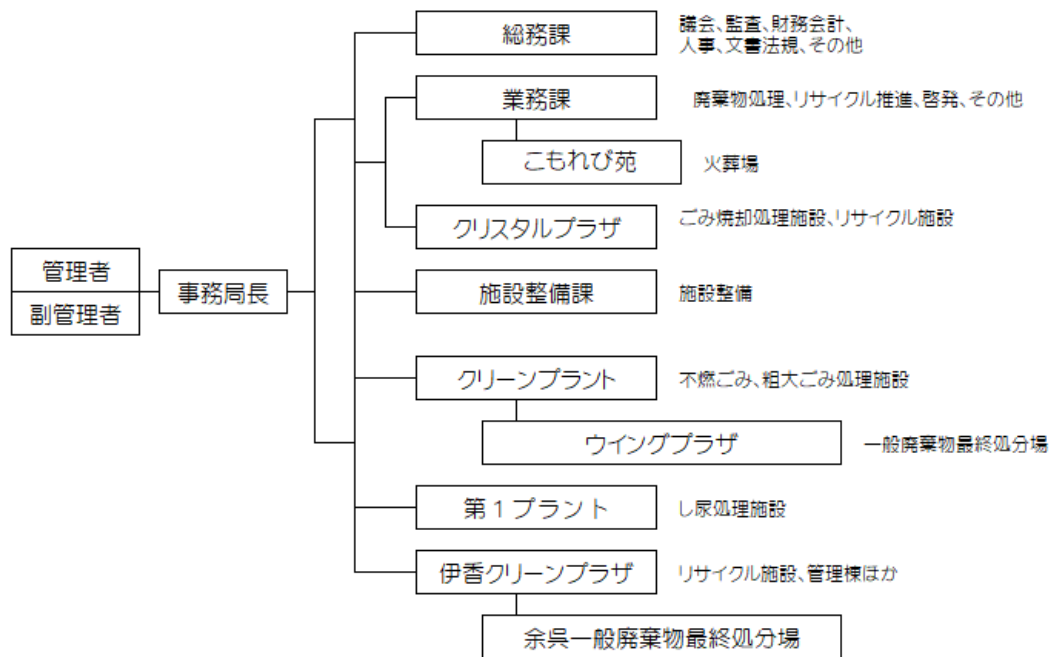 総務課
議会、監査、財務会計、
人事、文書法規、その他
業務課
廃棄物処理、リサイクル推進、啓発、その他
こもれび苑
火葬場
クリスタルプラザ
ごみ焼却処理施設、リサイクル施設
管理者
副管理者
事務局長
施設整備課
施設整備
クリーンプラント
不燃ごみ、粗大ごみ処理施設
ウイングプラザ
一般廃棄物最終処分場
第1プラント
し尿処理施設
伊香クリーンプラザ
リサイクル施設、管理棟ほか
余呉一般廃棄物最終処分場